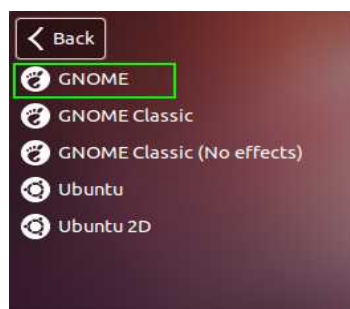 Back
GNOME
GNOME Classic
GNOME Classic (No effects)
Ubuntu
Ubuntu 2D